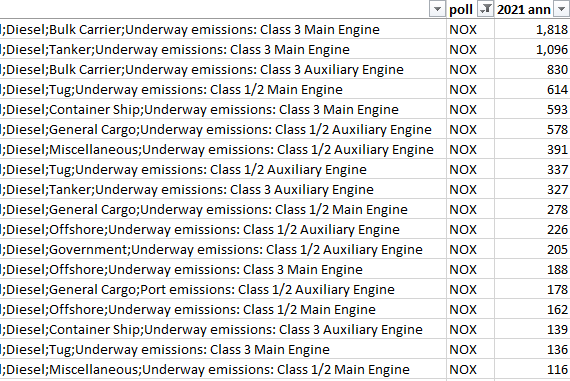 poll 2021 ann
l;Diesel;Bulk Carrier;Underway emissions: Class 3 Main Engine NOX 1,818
l;Diesel;Tanker;Underway emissions: Class 3 Main Engine NOX 1,096
l;Diesel;Bulk Carrier;Underway emissions: Class 3 Auxiliary Engine NOX 830
l;Diesel;Tug;Underway emissions: Class 1/2 Main Engine NOX 614
l;Diesel;Container Ship;Underway emissions: Class 3 Main Engine NOX 593
l;Diesel;General Cargo;Underway emissions: Class 1/2 Auxiliary Engine NOX 578
l;Diesel;Miscellaneous;Underway emissions: Class 1/2 Auxiliary Engine NOX 391
l;Diesel;Tug;Underway emissions: Class 1/2 Auxiliary Engine NOX 337
l;Diesel;Tanker;Underway emissions: Class 3 Auxiliary Engine NOX 327
l;Diesel;General Cargo;Underway emissions: Class 1/2 Main Engine NOX 278
l;Diesel;Offshore;Underway emissions: Class 1/2 Auxiliary Engine NOX 226
l;Diesel;Government;Underway emissions: Class 1/2 Auxiliary Engine NOX 205
l;Diesel;Offshore;Underway emissions: Class 3 Main Engine NOX 188
l;Diesel;General Cargo;Port emissions: Class 1/2 Auxiliary Engine NOX 178
l;Diesel;Offshore;Underway emissions: Class 1/2 Main Engine NOX 162
l;Diesel;Container Ship;Underway emissions: Class 3 Auxiliary Engine NOX 139
l;Diesel;Tug;Underway emissions: Class 3 Main Engine NOX 136
l;Diesel;Miscellaneous;Underway emissions: Class 1/2 Main Engine NOX 116